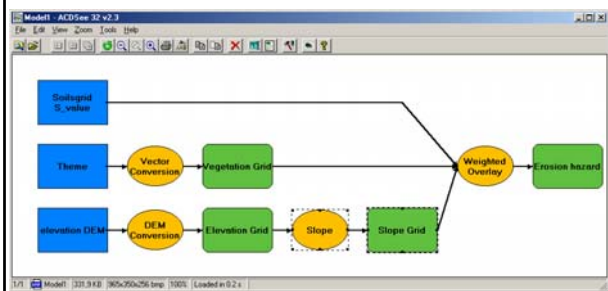 Model1 - ACDSee 32 v2.3
File Edit View Zoom Tools Help
Soilsgrid
S_value
Theme
Vector
Conversion
Vegetation Grid
Weighted
Overlay
Erosion hazard
elevation DEM
DEM
Conversion
Elevation Grid
Slope
Slope Grid
1/1 Model1 331,9 KB 965x350x256 bmp 100% Loaded in 0.2 s